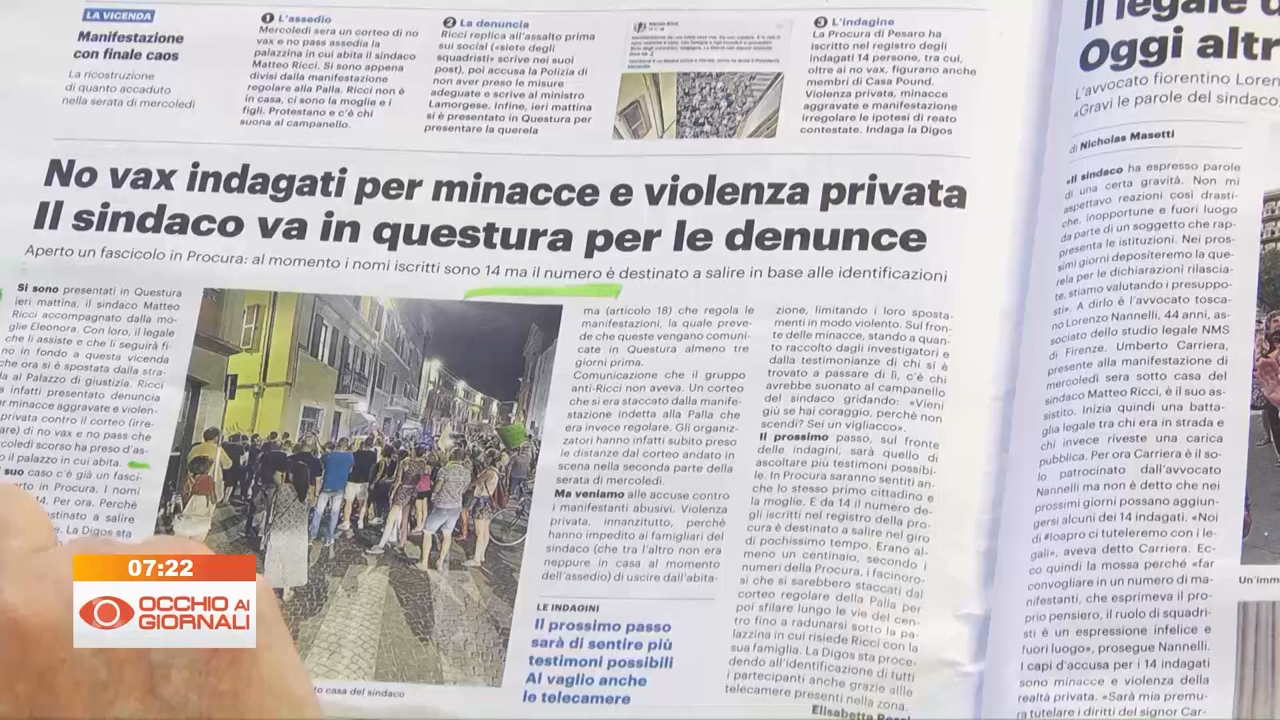 LA VICENDA
Manifestazione
con finale caos
La ricostruzione
di quanto accaduto
nella serata di mercoledì
1 L'assedio
Mercoledì sera un corteo di no
vax e no pass assedia la
palazzina in cui abita il sindaco
Matteo Ricci. Si sono appena
divisi dalla manifestazione
regolare alla Palla. Ricci non è
in casa, ci sono la moglie e i
figli. Protestano e c'è chi
suona al campanello.
2 La denuncia
Ricci replica all'assalto prima
sui social («siete degli
squadristi» scrive nei suoi
post), poi accusa la Polizia di
non aver preso le misure
adeguate e scrive al ministro
Lamorgese. Infine, ieri mattina
si è presentato in Questura per
presentare la querela
3 L'indagine
La Procura di Pesaro ha
iscritto nel registro degli
indagati 14 persone, tra cui,
oltre ai no vax, figurano anche
membri di Casa Pound.
Violenza privata, minacce
aggravate e manifestazione
irregolare le ipotesi di reato
contestate. Indaga la Digos
No vax indagati per minacce e violenza privata
Il sindaco va in questura per le denunce
Aperto un fascicolo in Procura: al momento i nomi iscritti sono 14 ma il numero è destinato a salire in base alle identificazioni
Si sono presentati in Questura
ieri mattina, il sindaco Matteo
Ricci accompagnato dalla mo-
glie Eleonora. Con loro, il legale
che li assiste e che li seguirà fi-
no in fondo a questa vicenda
che ora si è spostata dalla stra-
da al Palazzo di giustizia. Ricci
infatti presentato denuncia
minacce aggravate e violen-
privata contro il corteo (irre-
are) di no vax e no pass che
coledì scorso ha preso d'as-
o il palazzo in cui abita.
suo caso c'è già un fasci-
in Procura. I nomi
14. Per ora. Perchè
estinato a salire
e. La Digos sta
to casa del sindaco
ma (articolo 18) che regola le
manifestazioni, la quale preve-
de che queste vengano comuni-
cate in Questura almeno tre
giorni prima.
Comunicazione che il gruppo
anti-Ricci non aveva. Un corteo
che si era staccato dalla manife-
stazione indetta alla Palla che
era invece regolare. Gli organiz-
zatori hanno infatti subito preso
le distanze dal corteo andato in
scena nella seconda parte della
serata di mercoledì.
Ma veniamo alle accuse contro
i manifestanti abusivi. Violenza
privata, innanzitutto, perchè
hanno impedito ai famigliari del
sindaco (che tra l'altro non era
neppure in casa al momento
dell'assedio) di uscire dall'abita-
LE INDAGINI
Il prossimo passo
sarà di sentire più
testimoni possibili
Al vaglio anche
le telecamere
zione, limitando i loro sposta-
menti in modo violento. Sul fron-
te delle minacce, stando a quan-
to raccolto dagli investigatori e
dalla testimonianze di chi si è
trovato a passare di lì, c'è chi
avrebbe suonato al campanello
del sindaco gridando: «Vieni
giù se hai coraggio, perchè non
scendi? Sei un vigliacco».
Il prossimo passo, sul fronte
delle indagini, sarà quello di
ascoltare più testimoni possibi-
le. In Procura saranno sentiti an-
che lo stesso primo cittadino e
la moglie. E da 14 il numero de-
gli iscritti nel registro della pro-
cura è destinato a salire nel giro
di pochissimo tempo. Erano al-
meno un centinaio, secondo i
numeri della Procura, i facinoro-
si che si sarebbero staccati dal
corteo regolare della Palla per
poi sfilare lungo le vie del cen-
tro fino a radunarsi sotto la pa-
lazzina in cui risiede Ricci con la
sua famiglia. La Digos sta proce-
dendo all'identificazione di tutti
i partecipanti anche grazie allle
telecamere presenti nella zona.
Elisabetta
Il legale
Oggi altr
L'avvocato fiorentino Loren
«Gravi le parole del sindaco
di Nicholas Masetti
«Il sindaco ha espresso parole
di una certa gravità. Non mi
aspettavo reazioni così drasti-
che, inopportune e fuori luogo
da parte di un soggetto che rap-
presenta le istituzioni. Nei pros-
simi giorni depositeremo la que-
rela per le dichiarazioni rilascia-
te, stiamo valutando i presuppo-
sti». A dirlo è l'avvocato tosca-
no Lorenzo Nannelli, 44 anni, as-
sociato dello studio legale NMS
di Firenze. Umberto Carriera,
presente alla manifestazione di
mercoledì sera sotto casa del
sindaco Matteo Ricci, è il suo as-
sistito. Inizia quindi una batta-
glia legale tra chi era in strada e
chi invece riveste una carica
pubblica. Per ora Carriera è il so-
lo patrocinato dall'avvocato
Nannelli ma non è detto che nei
prossimi giorni possano aggiun-
gersi alcuni dei 14 indagati. «Noi
di #Ioapro ci tuteleremo con i le-
gali», aveva detto Carriera. Ec-
co quindi la mossa perché «far
convogliare in un numero di ma-
nifestanti, che esprimeva il pro-
prio pensiero, il ruolo di squadri-
sti è un espressione infelice e
fuori luogo», prosegue Nannelli.
I capi d'accusa per i 14 indagati
sono minacce e violenza della
realtà privata. «Sarà mia premu-
ra tutelare i diritti del signor Car-
Un'imm
07:22
OCCHIO AI
GIORNALI